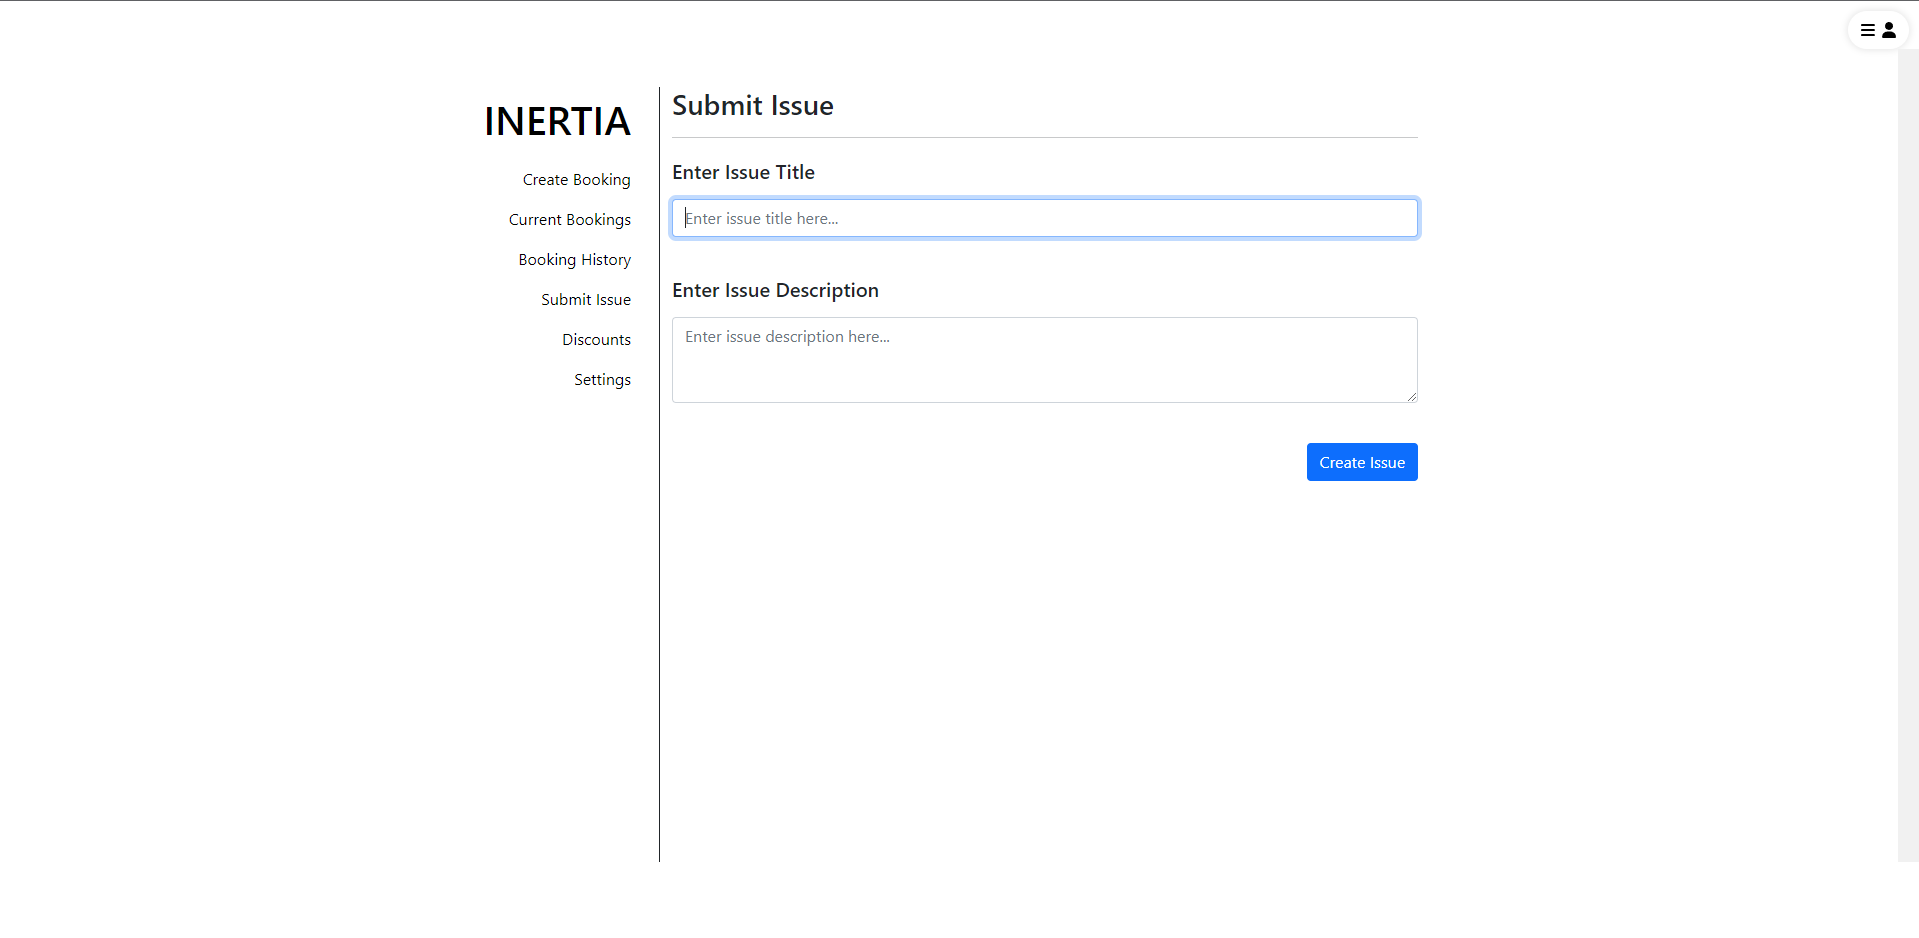 INERTIA
Create Booking
Current Bookings
Booking History
Submit Issue
Discounts
Settings
Submit Issue
Enter Issue Title
Enter issue title here...
Enter Issue Description
Enter issue description here...
Create Issue